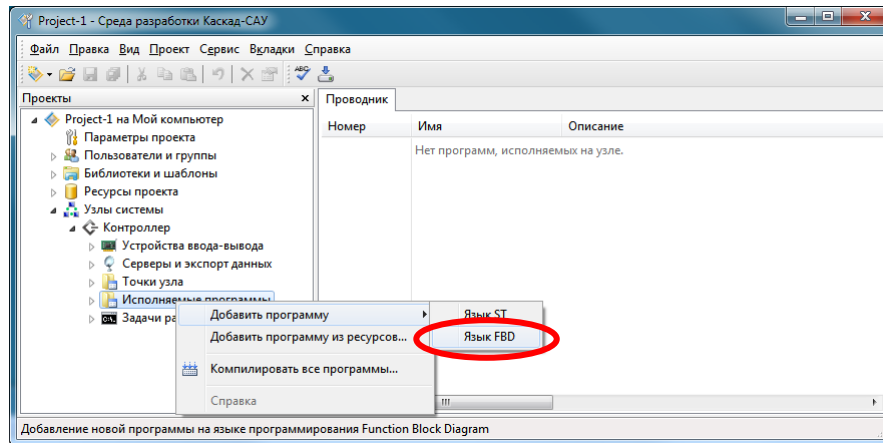 Project-1 - Среда разработки Каскад-САУ
Файл Правка Вид Проект Сервис Вкладки Справка
ABC
Проекты x
Проводник
Project-1 на Мой компьютер
Параметры проекта
Пользователи и группы
Библиотеки и шаблоны
Ресурсы проекта
Узлы системы
Контроллер
Устройства ввода-вывода
Серверы и экспорт данных
Точки узла
Исполняемые программы
Задачи ра
Номер Имя Описание
Нет программ, исполняемых на узле.
Добавить программу
Добавить программу из ресурсов...
Компилировать все программы...
Справка
Язык ST
Язык FBD
Добавление новой программы на языке программирования Function Block Diagram